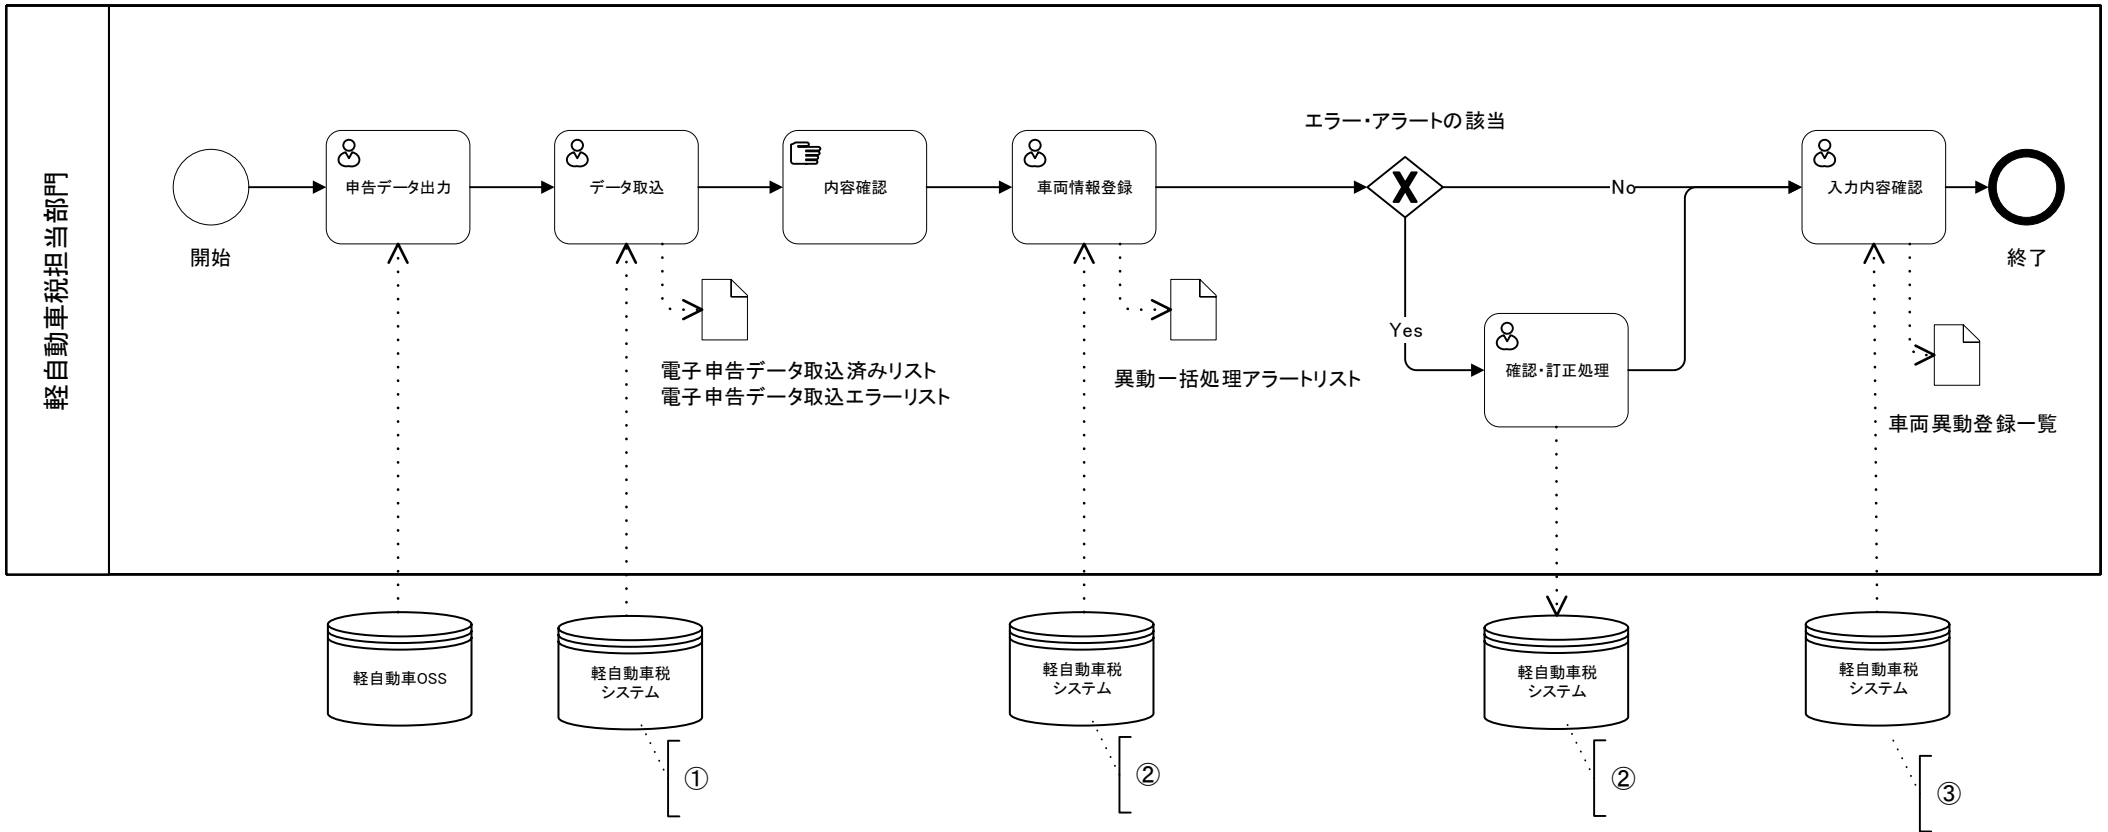 軽自動車税担当部門
開始
申告データ出力
データ取込
内容確認
車両情報登録
エラー・アラートの該当
No
Yes
確認・訂正処理
入力内容確認
終了
電子申告データ取込済みリスト
電子申告データ取込エラーリスト
異動一括処理アラートリスト
車両異動登録一覧
軽自動車OSS
軽自動車税
システム
①
軽自動車税
システム
②
軽自動車税
システム
②
軽自動車税
システム
③